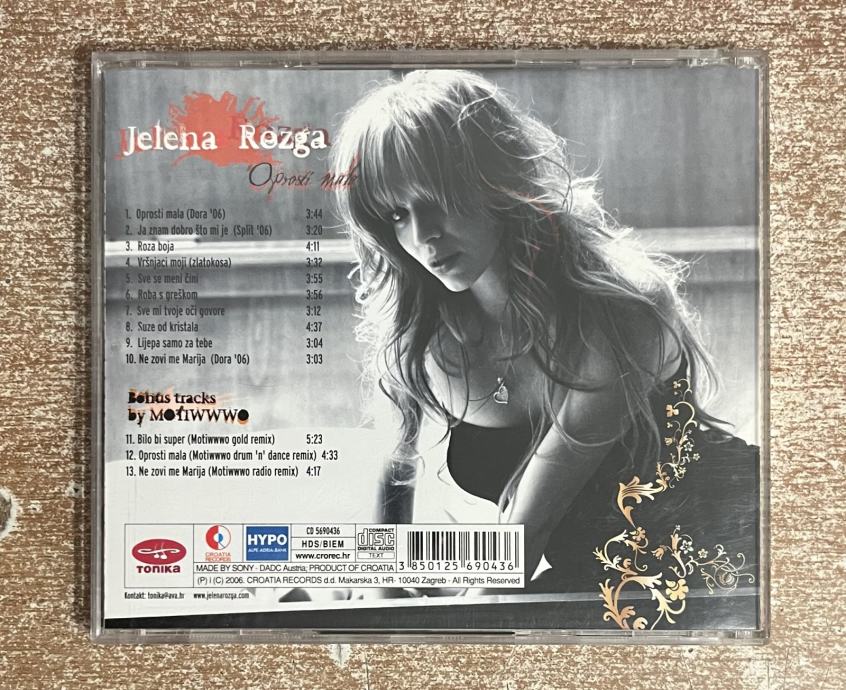 Jelena Rozga
Oprosti mala
1. Oprosti mala (Dora '06) 3:44
2. Ja znam dobro što mi je (Split '06) 3:20
3. Roza boja 4:11
4. Vršnjaci moji (zlatokosa) 3:32
5. Sve se meni čini 3:55
6. Roba s greškom 3:56
7. Sve mi tvoje oči govore 3:12
8. Suze od kristala 4:37
9. Lijepa samo za tebe 3:04
10. Ne zovi me Marija (Dora '06) 3:03
Bonus tracks
by MOTIWWWO
11. Bilo bi super (Motiwwwo gold remix) 5:23
12. Oprosti mala (Motiwwwo drum 'n' dance remix) 4:33
13. Ne zovi me Marija (Motiwwwo radio remix) 4:17
TONIKA
CROATIA
RECORDS
HYPO
ALPE-ADRIA-BANK
CD 5690436
HDS/BIEM
www.crorec.hr
COMPACT
disc
DIGITAL AUDIO
TEXT
MADE BY SONY - DADC Austria; PRODUCT OF CROATIA
3 850125 690436
(P) i (C) 2006. CROATIA RECORDS d.d. Makarska 3, HR- 10040 Zagreb - All Rights Reserved
Kontakt: tonika@ava.hr www.jelenarozga.com